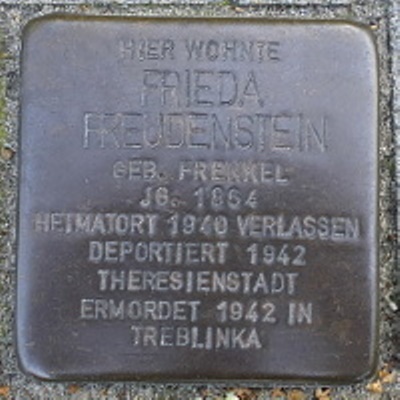 HIER WOHNTE
FRIEDA
FREUDENSTEIN
GEB. FRENKEL
JG. 1864
HEIMATORT 1940 VERLASSEN
DEPORTIERT 1942
THERESIENSTADT
ERMORDET 1942 IN
TREBLINKA